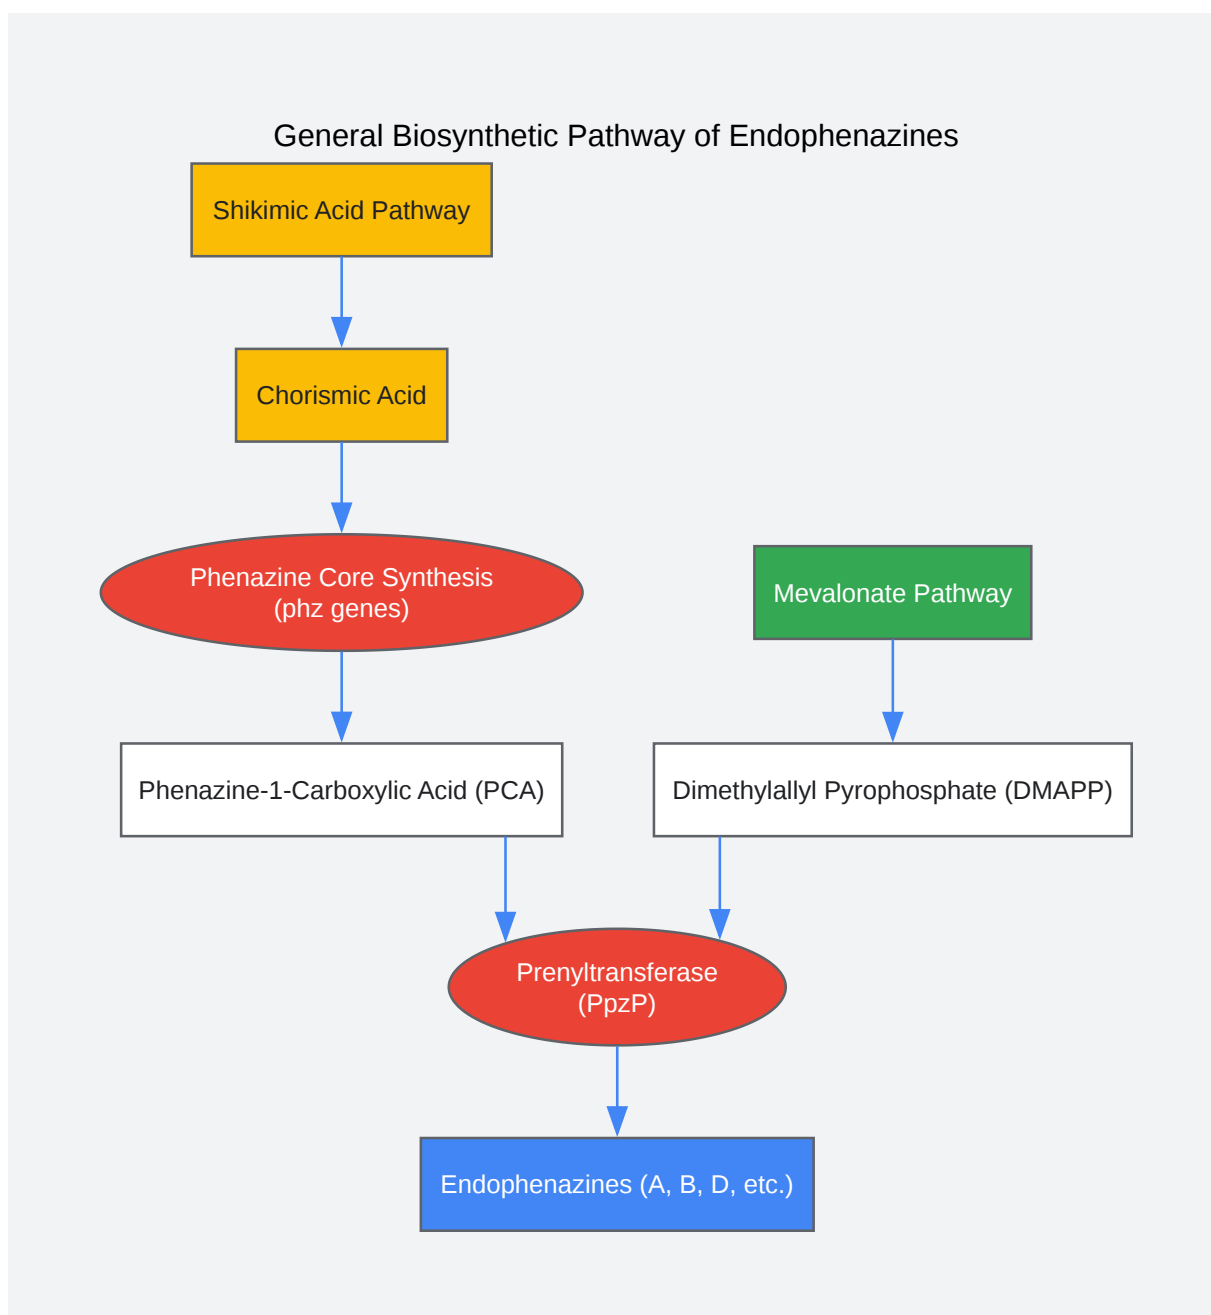 General Biosynthetic Pathway of Endophenazines
Shikimic Acid Pathway
Chorismic Acid
Phenazine Core Synthesis
(phz genes)
Mevalonate Pathway
Phenazine-1-Carboxylic Acid (PCA)
Dimethylallyl Pyrophosphate (DMAPP)
Prenyltransferase
(PpzP)
Endophenazines (A, B, D, etc.)